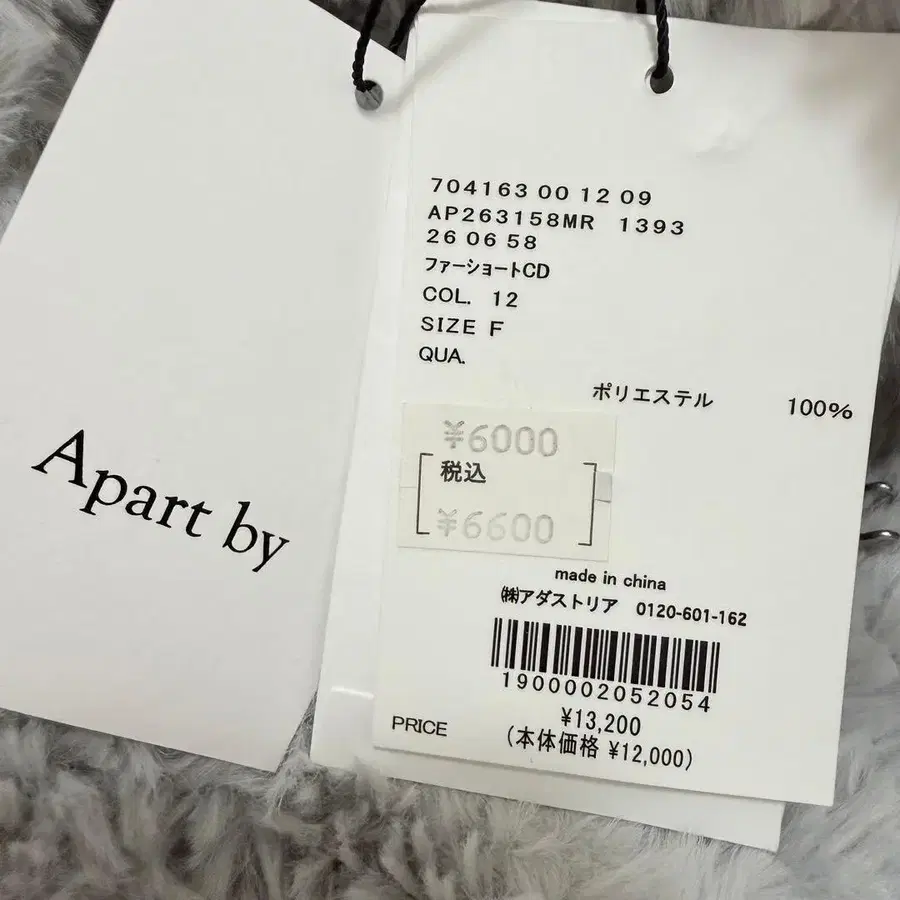 Apart by
704163 00 12 09
AP263158MR 1393
26 06 58
ファーショートCD
COL. 12
SIZE F
QUA.
ポリエステル 100%
¥6000
税込
¥6600
made in china
㈱アダストリア 0120-601-162
1900002052054
PRICE ¥13,200
(本体価格 ¥12,000)